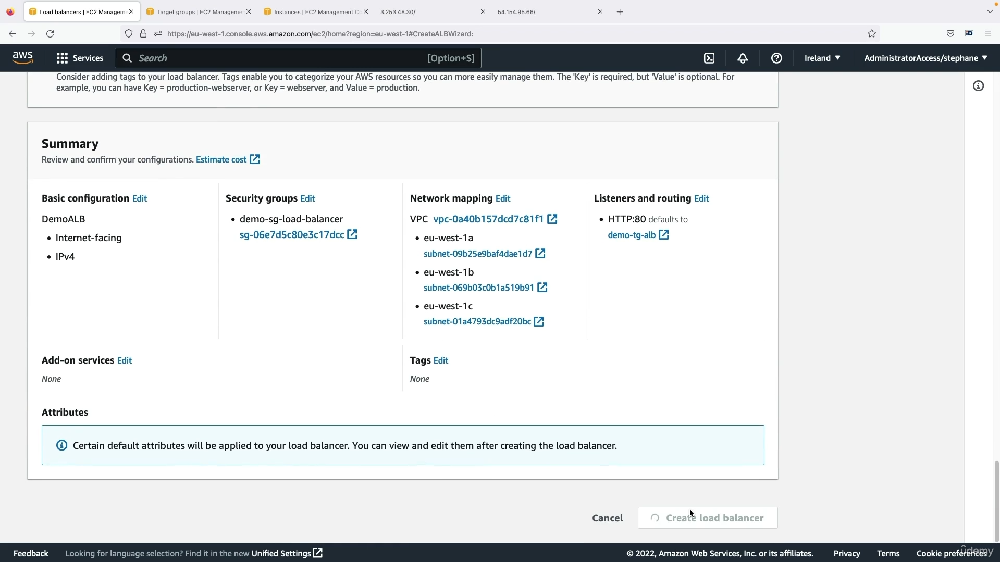 Load balancers | EC2 Manageme
Target groups | EC2 Managemen
Instances | EC2 Management Co
3.253.48.30/
54.154.95.66/
https://eu-west-1.console.aws.amazon.com/ec2/home?region=eu-west-1#CreateALBWizard:
iD
aws
Services
Search
[Option+S]
Ireland
AdministratorAccess/stephane
Consider adding tags to your load balancer. Tags enable you to categorize your AWS resources so you can more easily manage them. The 'Key' is required, but 'Value' is optional. For
example, you can have Key = production-webserver, or Key = webserver, and Value = production.
Summary
Review and confirm your configurations. Estimate cost
Basic configuration Edit
DemoALB
• Internet-facing
• IPv4
Security groups Edit
• demo-sg-load-balancer
sg-06e7d5c80e3c17dcc
Network mapping Edit
VPC vpc-0a40b157dcd7c81f1
• eu-west-1a
subnet-09b25e9baf4dae1d7
• eu-west-1b
subnet-069b03c0b1a519b91
• eu-west-1c
subnet-01a4793dc9adf20bc
Listeners and routing Edit
• HTTP:80 defaults to
demo-tg-alb
Add-on services Edit
None
Tags Edit
None
Attributes
Certain default attributes will be applied to your load balancer. You can view and edit them after creating the load balancer.
Cancel
Create load balancer
Feedback
Looking for language selection? Find it in the new Unified Settings
© 2022, Amazon Web Services, Inc. or its affiliates.
Privacy
Terms
Cookie preferences
ûdemy